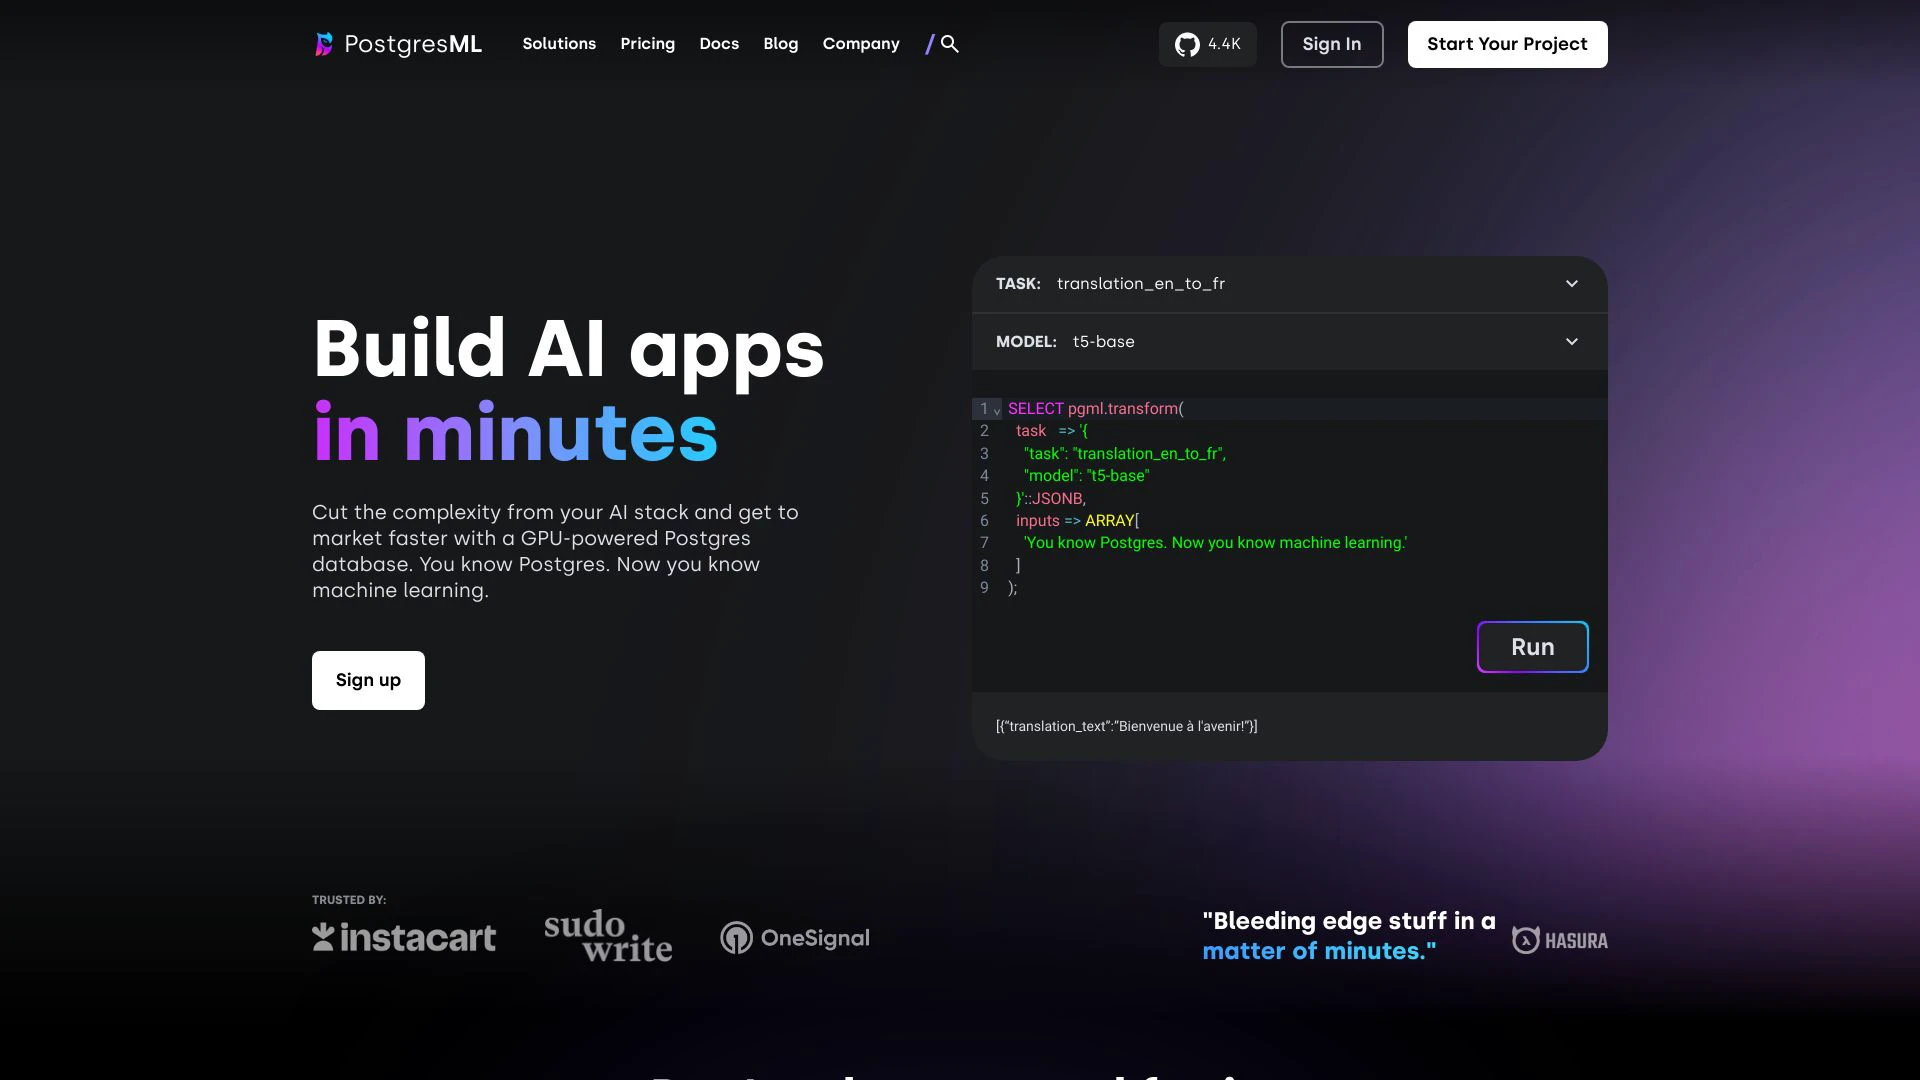 PostgresML
Solutions
Pricing
Docs
Blog
Company
/
4.4K
Sign In
Start Your Project
Build AI apps
in minutes
Cut the complexity from your AI stack and get to
market faster with a GPU-powered Postgres
database. You know Postgres. Now you know
machine learning.
Sign up
TASK: translation_en_to_fr
MODEL: t5-base
1 SELECT pgml.transform(
2 task => '{
3 "task": "translation_en_to_fr",
4 "model": "t5-base"
5 }'::JSONB,
6 inputs => ARRAY[
7 'You know Postgres. Now you know machine learning.'
8 ]
9 );
Run
[{“translation_text”:”Bienvenue à l'avenir!”}]
TRUSTED BY:
instacart
sudo
write
OneSignal
"Bleeding edge stuff in a
matter of minutes."
HASURA